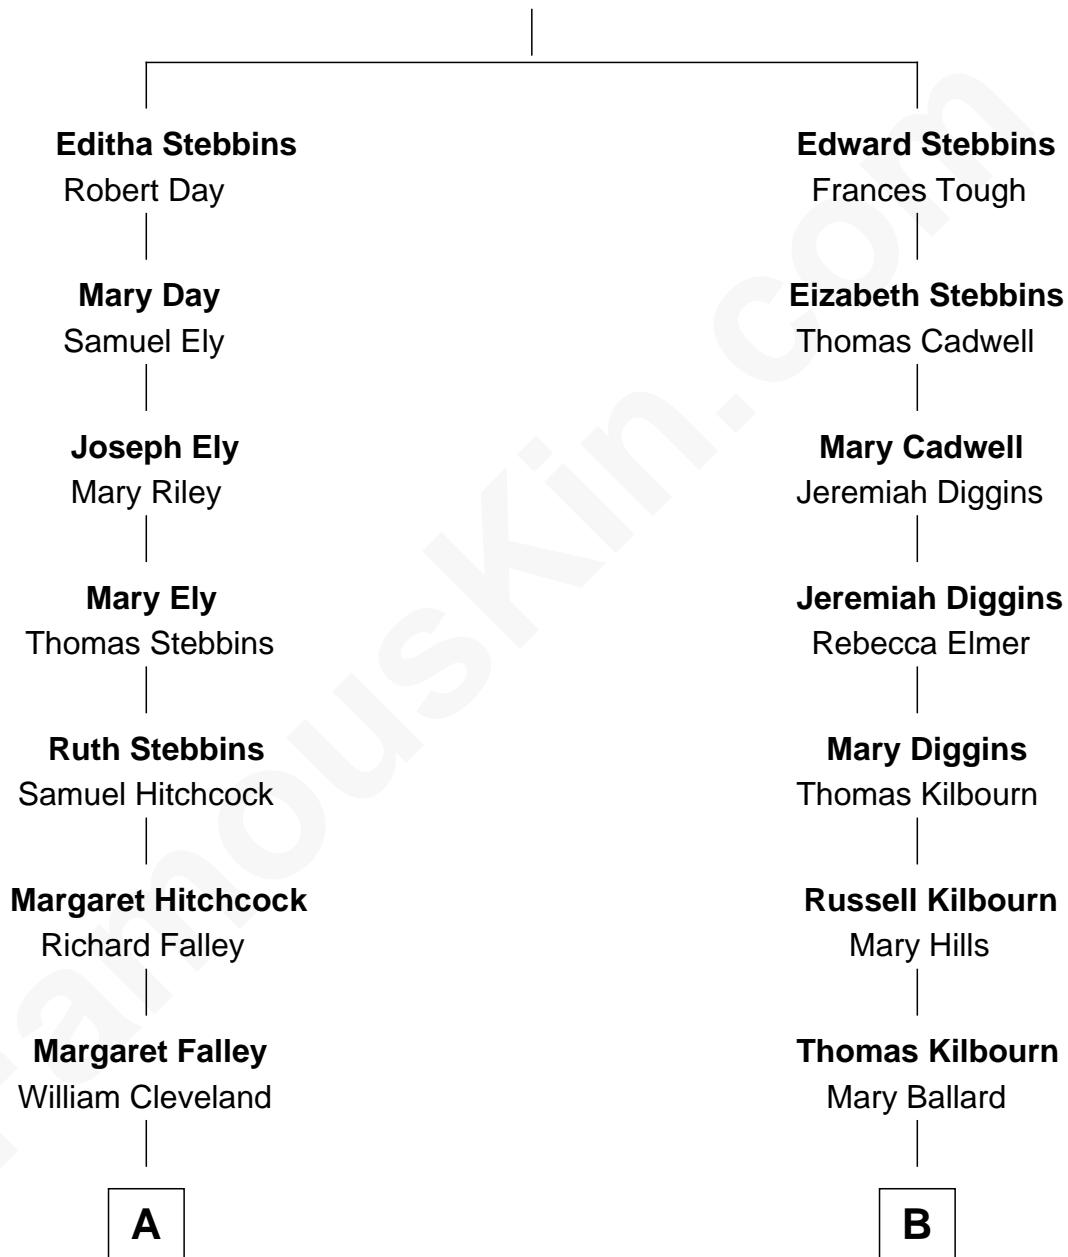 Editha Stebbins
Robert Day
Mary Day
Samuel Ely
Joseph Ely
Mary Riley
Mary Ely
Thomas Stebbins
Ruth Stebbins
Samuel Hitchcock
Margaret Hitchcock
Richard Falley
Margaret Falley
William Cleveland
A
Edward Stebbins
Frances Tough
Eizabeth Stebbins
Thomas Cadwell
Mary Cadwell
Jeremiah Diggins
Jeremiah Diggins
Rebecca Elmer
Mary Diggins
Thomas Kilbourn
Russell Kilbourn
Mary Hills
Thomas Kilbourn
Mary Ballard
B
FamousKin.com